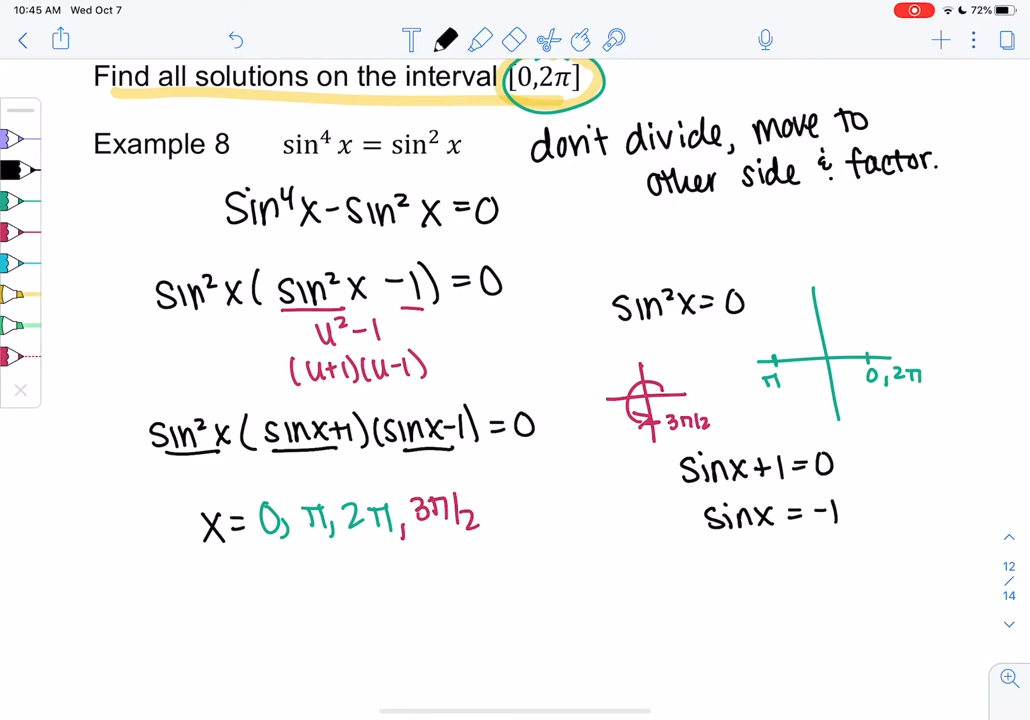 10:45 AM Wed Oct 7
72%
Find all solutions on the interval [0,2π]
Example 8 sin⁴ x = sin² x
don't divide, move to
other side & factor.
Sin⁴x-Sin² x = 0
Sin²x( sin²x -1) = 0
u²-1
(u+1)(u-1)
Sin²x(sinx+1)(sinx-1) = 0
x = 0, π, 2π, 3π/2
Sin²x = 0
π
0, 2π
3π/2
Sinx+1 = 0
Sinx = -1
12
/
14